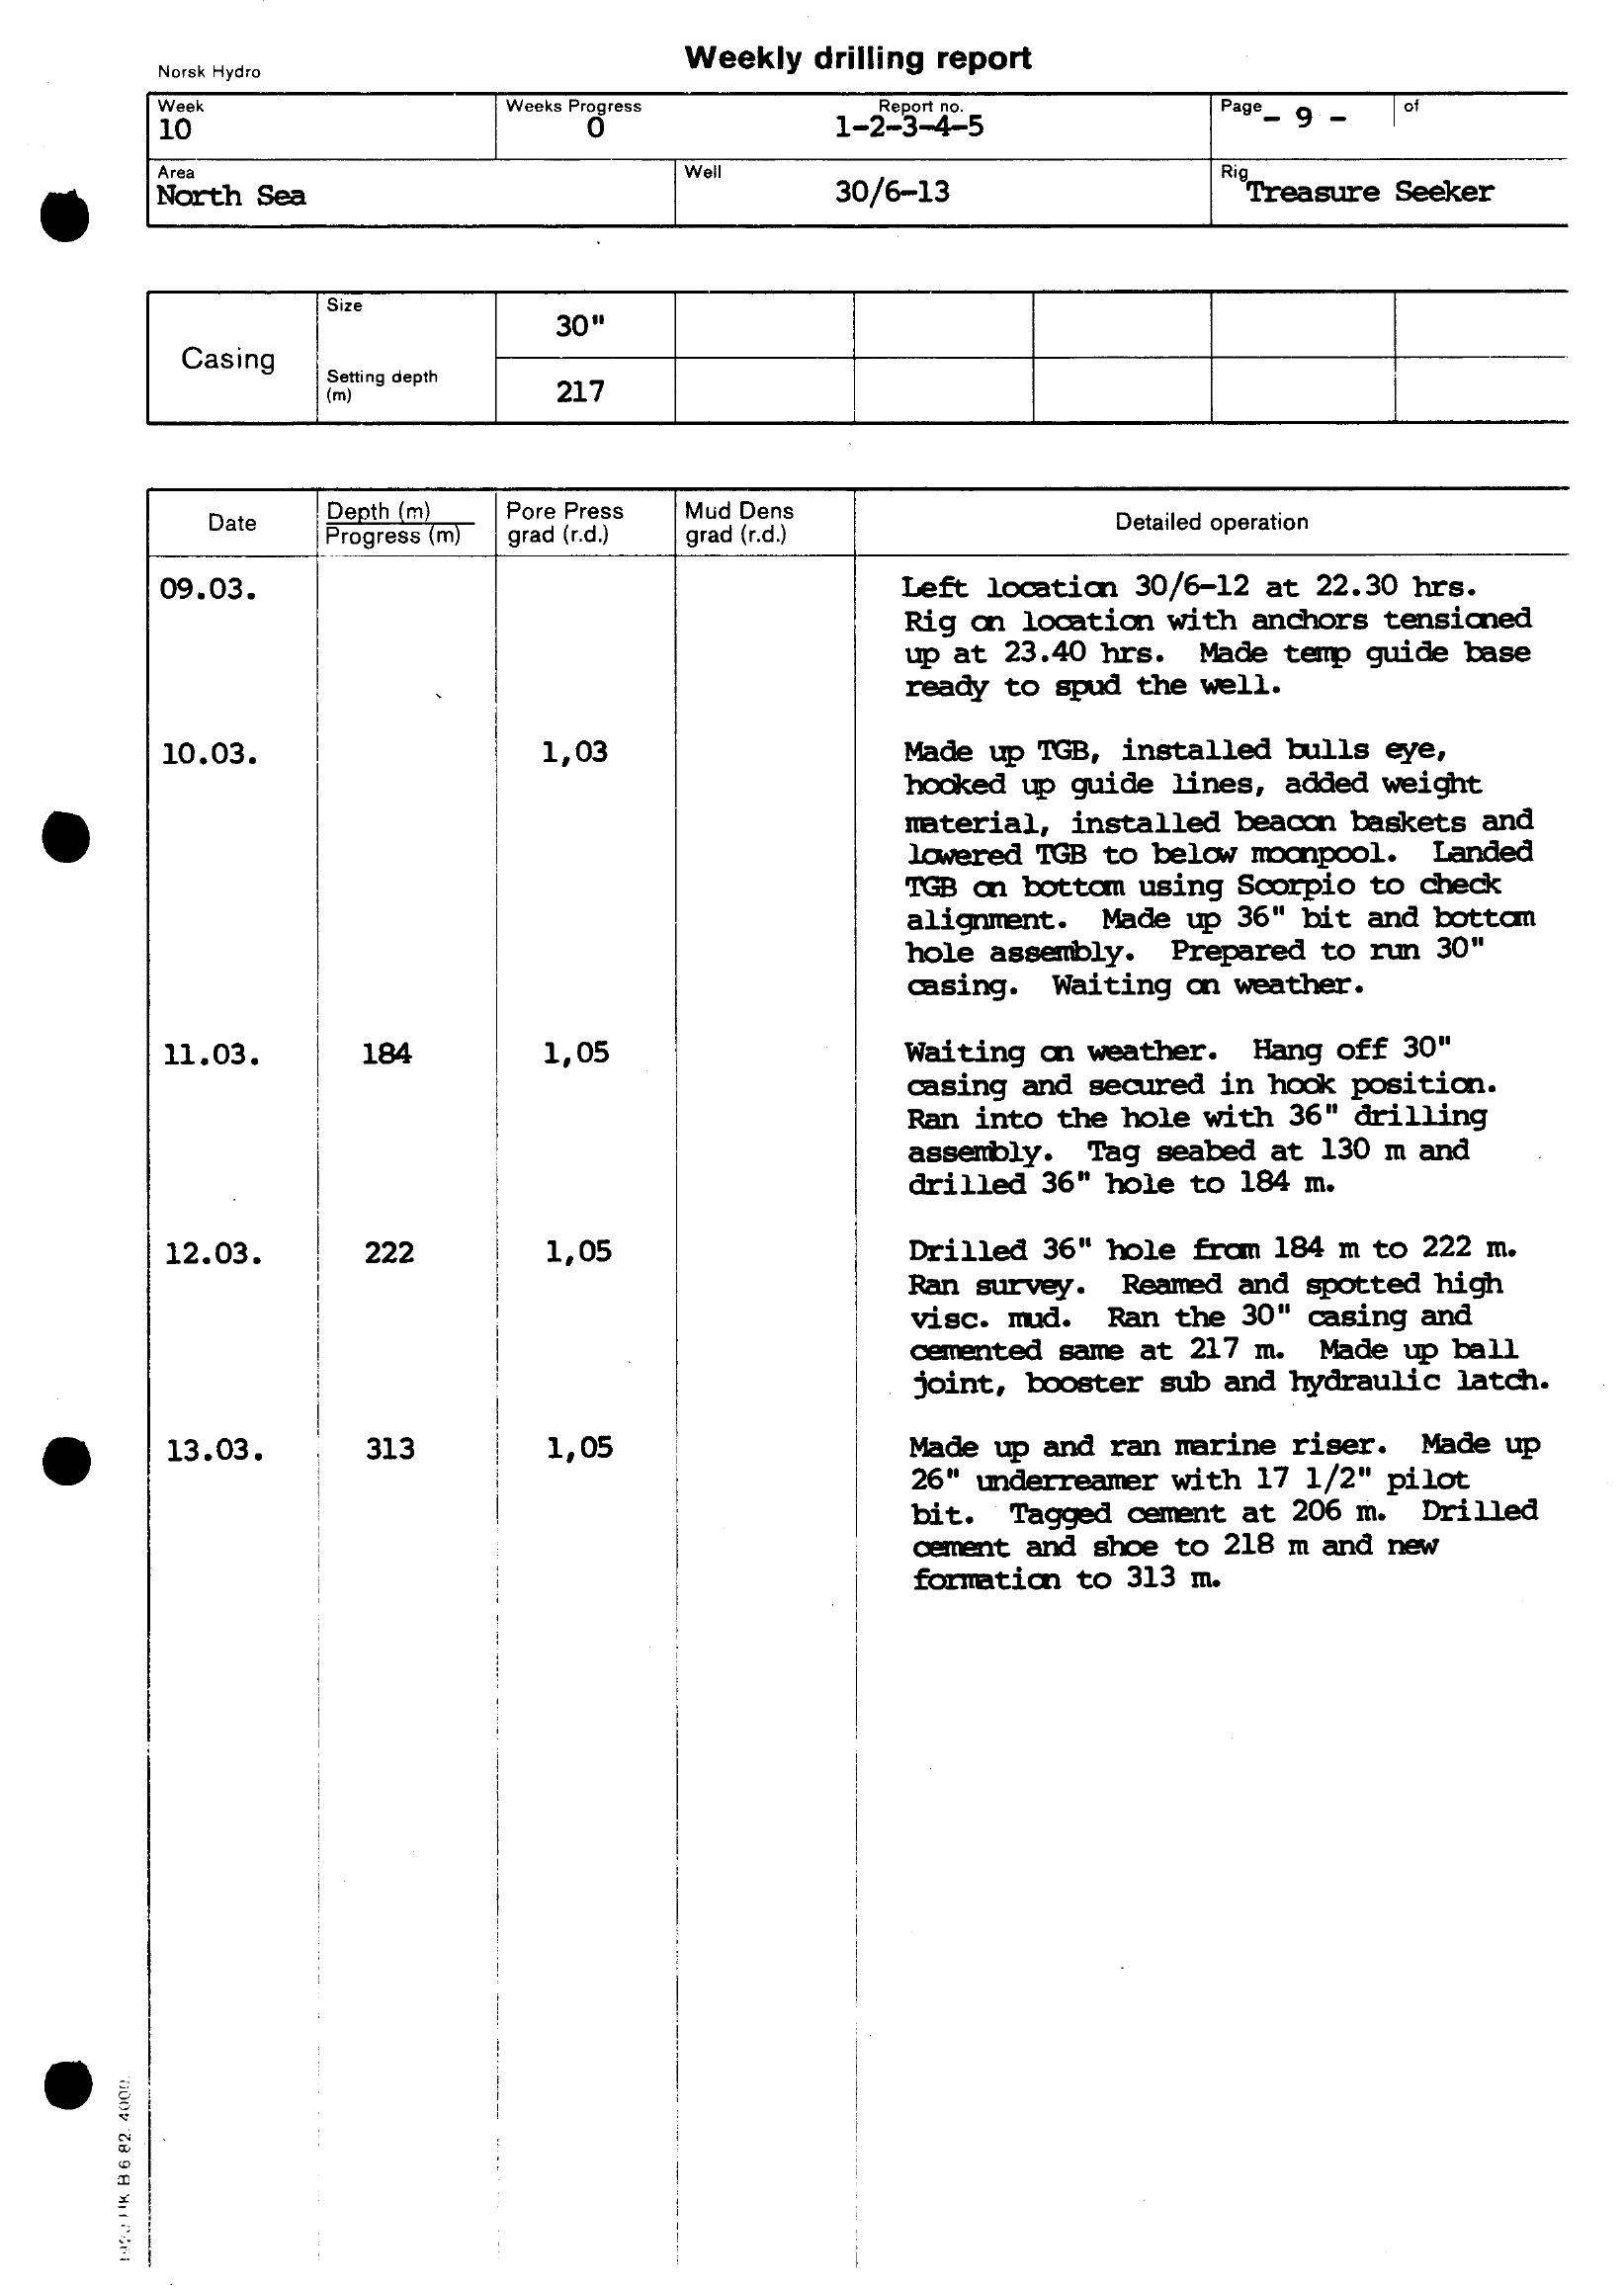 Weekly drilling report
Norsk Hydro
Week
10
Weeks Progress
0
Report no.
1-2-3-4-5
Page - 9 -
of
Area
North Sea
Well
30/6-13
Rig
Treasure Seeker
Casing
Size
30"
Setting depth
(m)
217
Date
Depth (m)
Progress (m)
Pore Press
grad (r.d.)
Mud Dens
grad (r.d.)
Detailed operation
09.03.
Left location 30/6-12 at 22.30 hrs.
Rig on location with anchors tensioned
up at 23.40 hrs. Made temp guide base
ready to spud the well.
10.03. 1,03
Made up TGB, installed bulls eye,
hooked up guide lines, added weight
material, installed beacon baskets and
lowered TGB to below moonpool. Landed
TGB on bottom using Scorpio to check
alignment. Made up 36" bit and bottom
hole assembly. Prepared to run 30"
casing. Waiting on weather.
11.03. 184 1,05
Waiting on weather. Hang off 30"
casing and secured in hook position.
Ran into the hole with 36" drilling
assembly. Tag seabed at 130 m and
drilled 36" hole to 184 m.
12.03. 222 1,05
Drilled 36" hole from 184 m to 222 m.
Ran survey. Reamed and spotted high
visc. mud. Ran the 30" casing and
cemented same at 217 m. Made up ball
joint, booster sub and hydraulic latch.
13.03. 313 1,05
Made up and ran marine riser. Made up
26" underreamer with 17 1/2" pilot
bit. Tagged cement at 206 m. Drilled
cement and shoe to 218 m and new
formation to 313 m.
B 6 82. 4000.